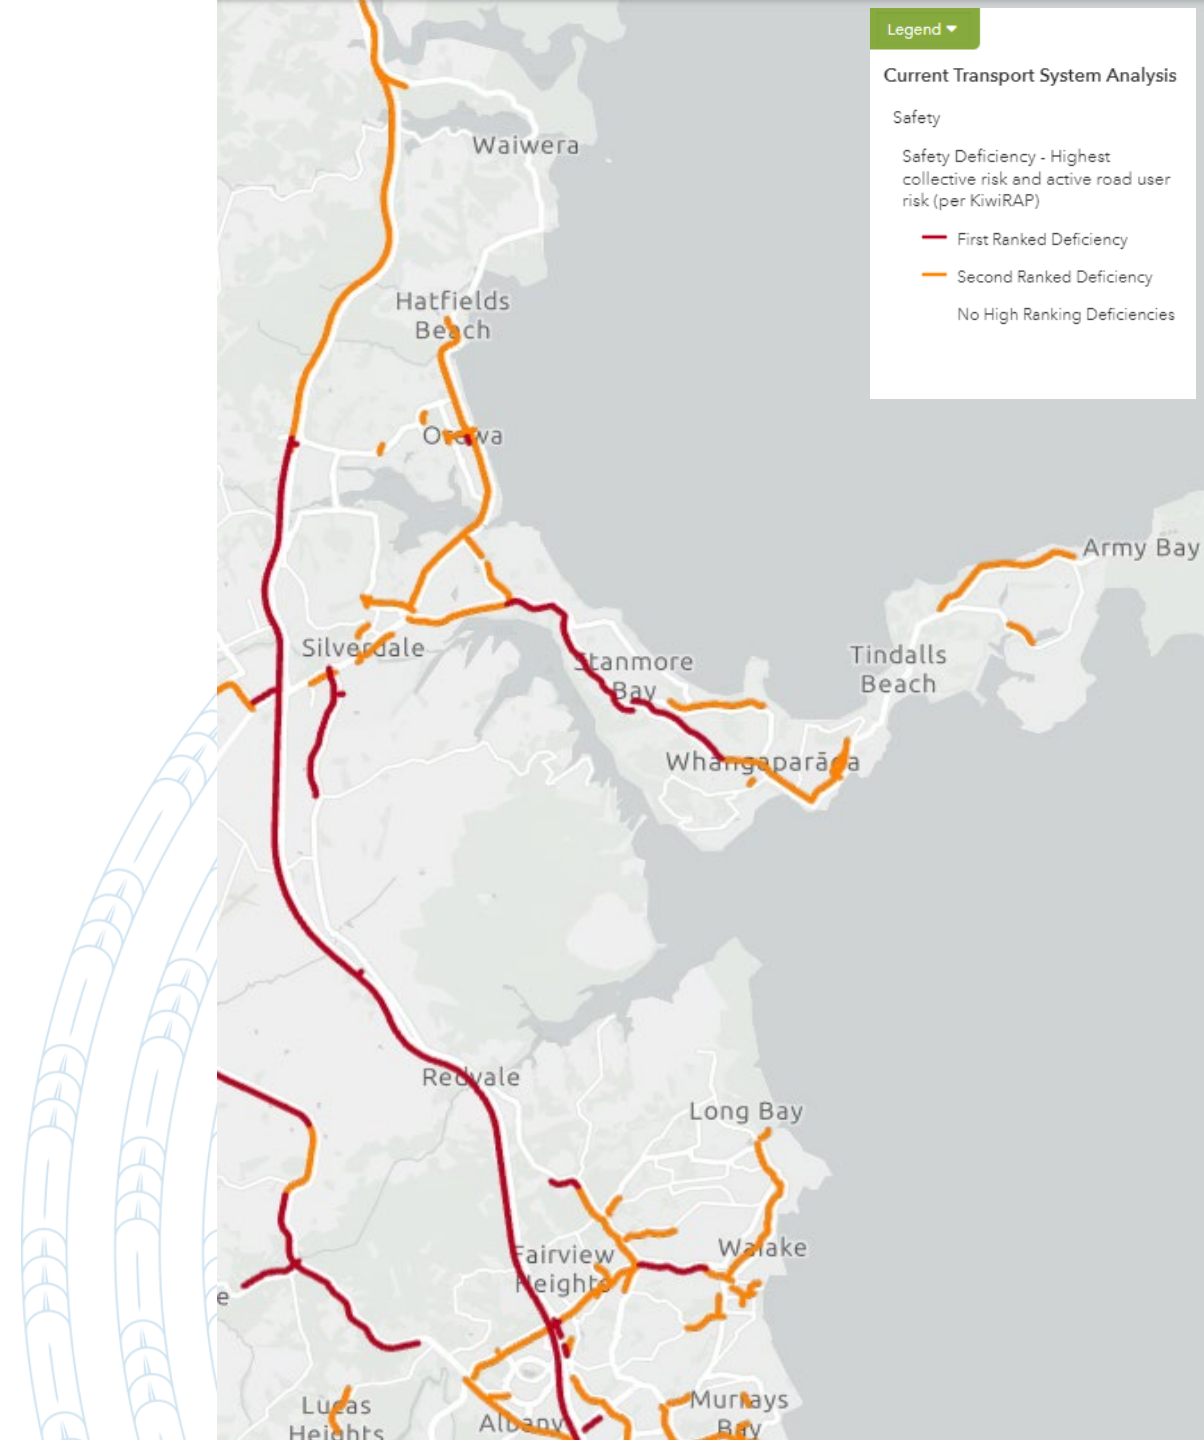 Legend
Current Transport System Analysis
Safety
Safety Deficiency - Highest
collective risk and active road user
risk (per KiwiRAP)
First Ranked Deficiency
Second Ranked Deficiency
No High Ranking Deficiencies
Waiwera
Hatfields
Beach
Orewa
Army Bay
Silverdale
Stanmore
Bay
Tindalls
Beach
Whangaparāoa
Redvale
Long Bay
Fairview
Heights
Waiake
e
Lucas
Heights
Albany
Murrays
Bay